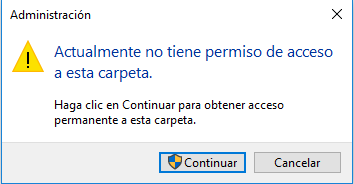 Administración
Actualmente no tiene permiso de acceso
a esta carpeta.
Haga clic en Continuar para obtener acceso
permanente a esta carpeta.
Continuar
Cancelar